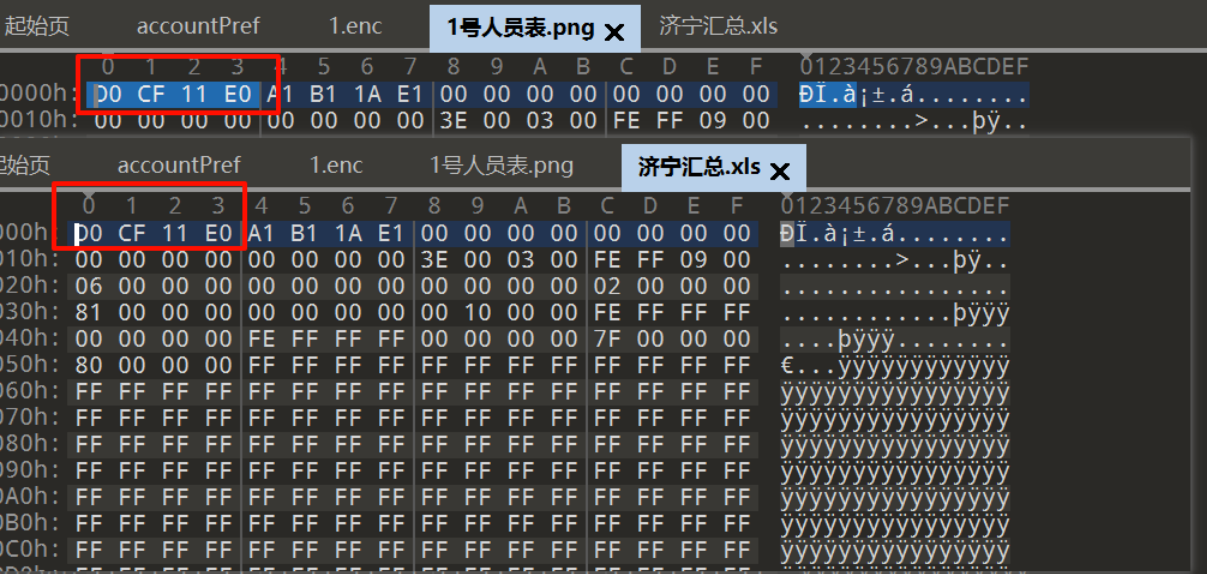 起始页 accountPref 1.enc 1号人员表.png × 济宁汇总.xls
0 1 2 3 4 5 6 7 8 9 A B C D E F 0123456789ABCDEF
0000h: D0 CF 11 E0 A1 B1 1A E1 00 00 00 00 00 00 00 00 ÐÏ.à¡±.á........
0010h: 00 00 00 00 00 00 00 00 3E 00 03 00 FE FF 09 00 ........>...þÿ..
起始页 accountPref 1.enc 1号人员表.png 济宁汇总.xls ×
0 1 2 3 4 5 6 7 8 9 A B C D E F 0123456789ABCDEF
000h: D0 CF 11 E0 A1 B1 1A E1 00 00 00 00 00 00 00 00 ÐÏ.à¡±.á........
010h: 00 00 00 00 00 00 00 00 3E 00 03 00 FE FF 09 00 ........>...þÿ..
020h: 06 00 00 00 00 00 00 00 00 00 00 00 02 00 00 00 ................
030h: 81 00 00 00 00 00 00 00 00 10 00 00 FE FF FF FF ............þÿÿÿ
040h: 00 00 00 00 FE FF FF FF 00 00 00 00 7F 00 00 00 ....þÿÿÿ........
050h: 80 00 00 00 FF FF FF FF FF FF FF FF FF FF FF FF €...ÿÿÿÿÿÿÿÿÿÿÿÿ
060h: FF FF FF FF FF FF FF FF FF FF FF FF FF FF FF FF ÿÿÿÿÿÿÿÿÿÿÿÿÿÿÿÿ
070h: FF FF FF FF FF FF FF FF FF FF FF FF FF FF FF FF ÿÿÿÿÿÿÿÿÿÿÿÿÿÿÿÿ
080h: FF FF FF FF FF FF FF FF FF FF FF FF FF FF FF FF ÿÿÿÿÿÿÿÿÿÿÿÿÿÿÿÿ
090h: FF FF FF FF FF FF FF FF FF FF FF FF FF FF FF FF ÿÿÿÿÿÿÿÿÿÿÿÿÿÿÿÿ
0A0h: FF FF FF FF FF FF FF FF FF FF FF FF FF FF FF FF ÿÿÿÿÿÿÿÿÿÿÿÿÿÿÿÿ
0B0h: FF FF FF FF FF FF FF FF FF FF FF FF FF FF FF FF ÿÿÿÿÿÿÿÿÿÿÿÿÿÿÿÿ
0C0h: FF FF FF FF FF FF FF FF FF FF FF FF FF FF FF FF ÿÿÿÿÿÿÿÿÿÿÿÿÿÿÿÿ